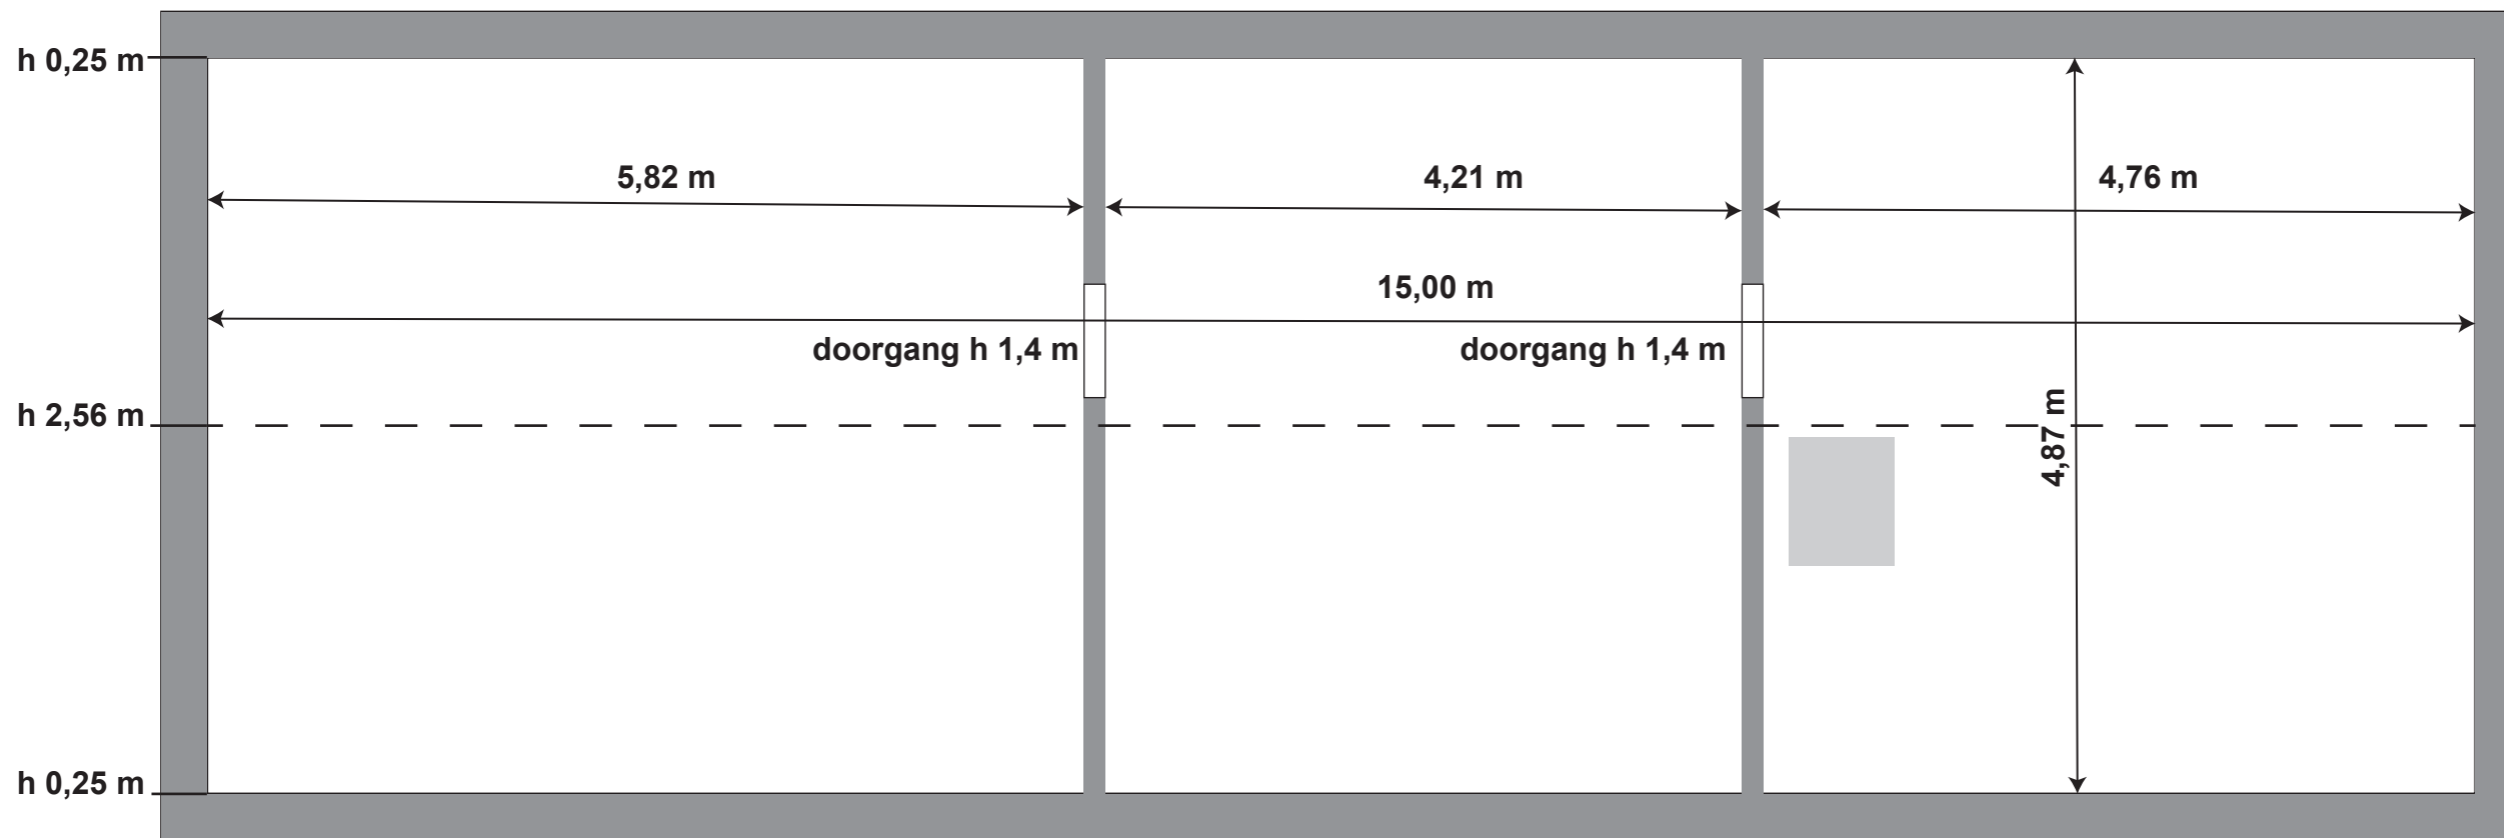 h 0,25 m
5,82 m
4,21 m
4,76 m
15,00 m
doorgang h 1,4 m
doorgang h 1,4 m
h 2,56 m
4,87 m
h 0,25 m